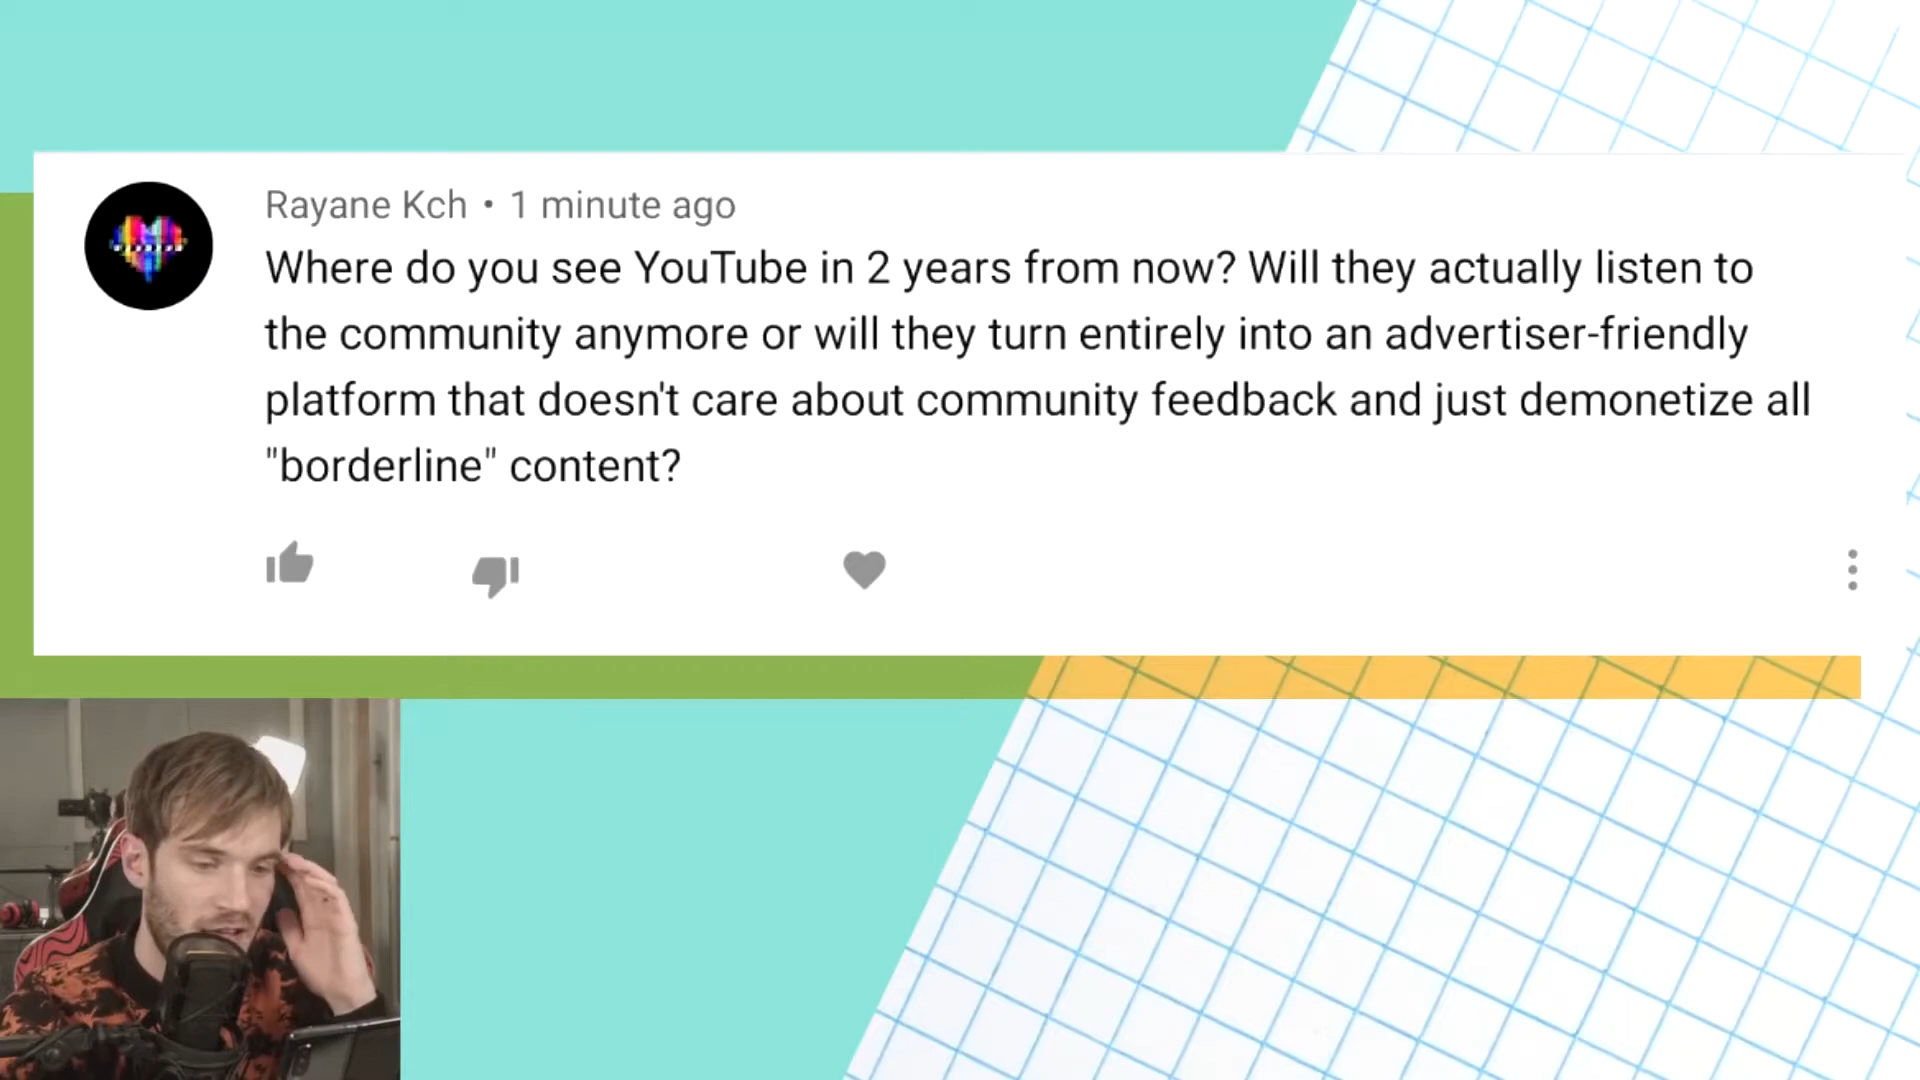 Rayane Kch • 1 minute ago
Where do you see YouTube in 2 years from now? Will they actually listen to
the community anymore or will they turn entirely into an advertiser-friendly
platform that doesn't care about community feedback and just demonetize all
"borderline" content?